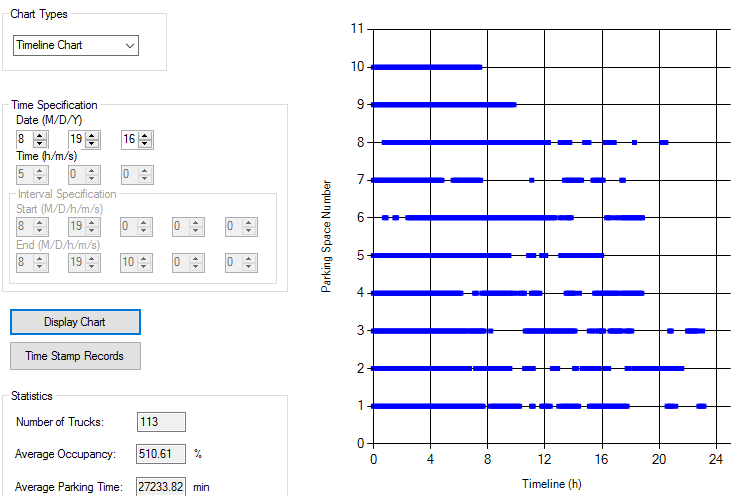 Chart Types
Timeline Chart
Time Specification
Date (M/D/Y)
8 19 16
Time (h/m/s)
5 0 0
Interval Specification
Start (M/D/h/m/s)
8 19 0 0 0
End (M/D/h/m/s)
8 19 10 0 0
Display Chart
Time Stamp Records
Statistics
Number of Trucks: 113
Average Occupancy: 510.61 %
Average Parking Time: 27233.82 min
Parking Space Number
11
10
9
8
7
6
5
4
3
2
1
0
0 4 8 12 16 20 24
Timeline (h)